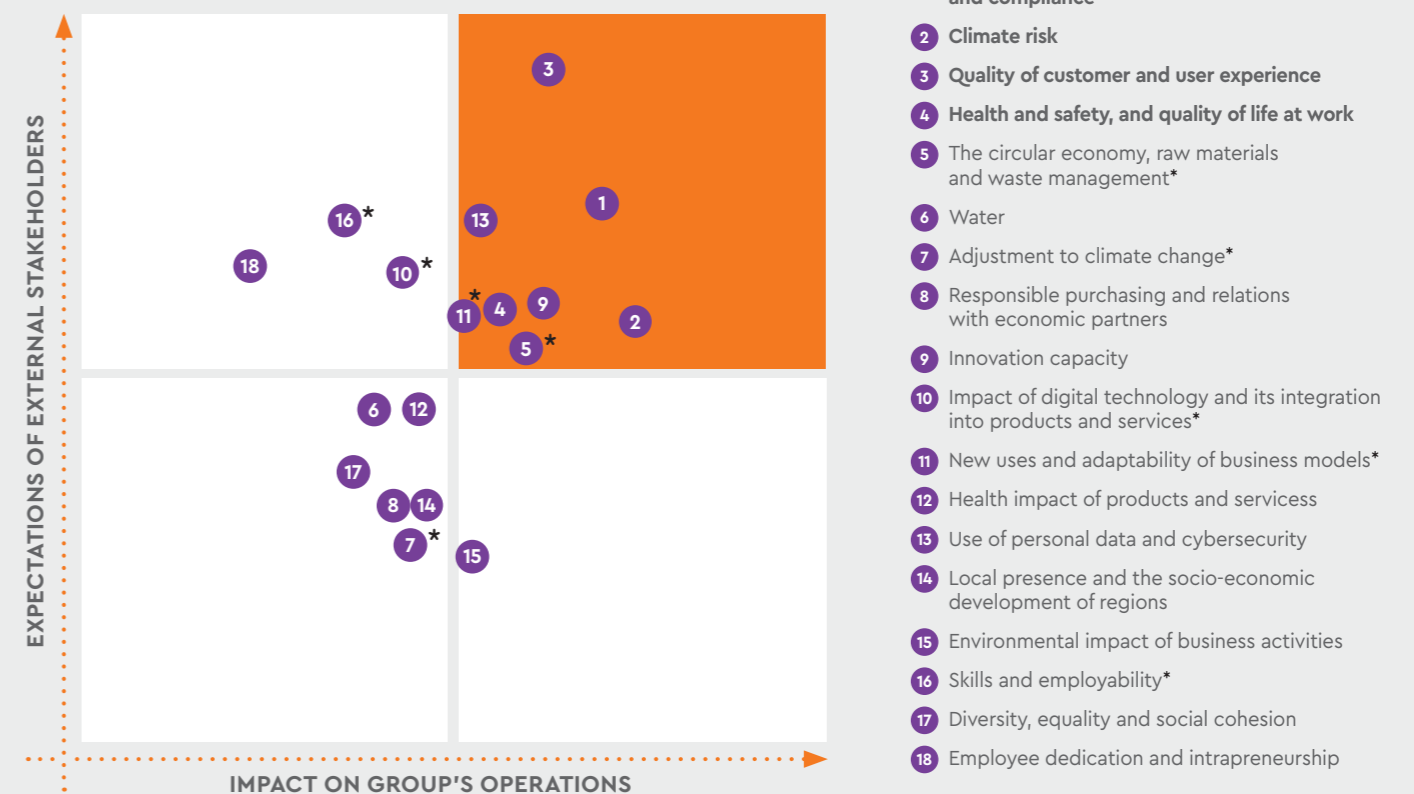 EXPECTATIONS OF EXTERNAL STAKEHOLDERS
3
1
13
16*
18
10*
11*
4
9
2
5*
6
12
17
8
14
7*
15
IMPACT ON GROUP'S OPERATIONS
and compliance
2 Climate risk
3 Quality of customer and user experience
4 Health and safety, and quality of life at work
5 The circular economy, raw materials
and waste management*
6 Water
7 Adjustment to climate change*
8 Responsible purchasing and relations
with economic partners
9 Innovation capacity
10 Impact of digital technology and its integration
into products and services*
11 New uses and adaptability of business models*
12 Health impact of products and servicess
13 Use of personal data and cybersecurity
14 Local presence and the socio-economic
development of regions
15 Environmental impact of business activities
16 Skills and employability*
17 Diversity, equality and social cohesion
18 Employee dedication and intrapreneurship